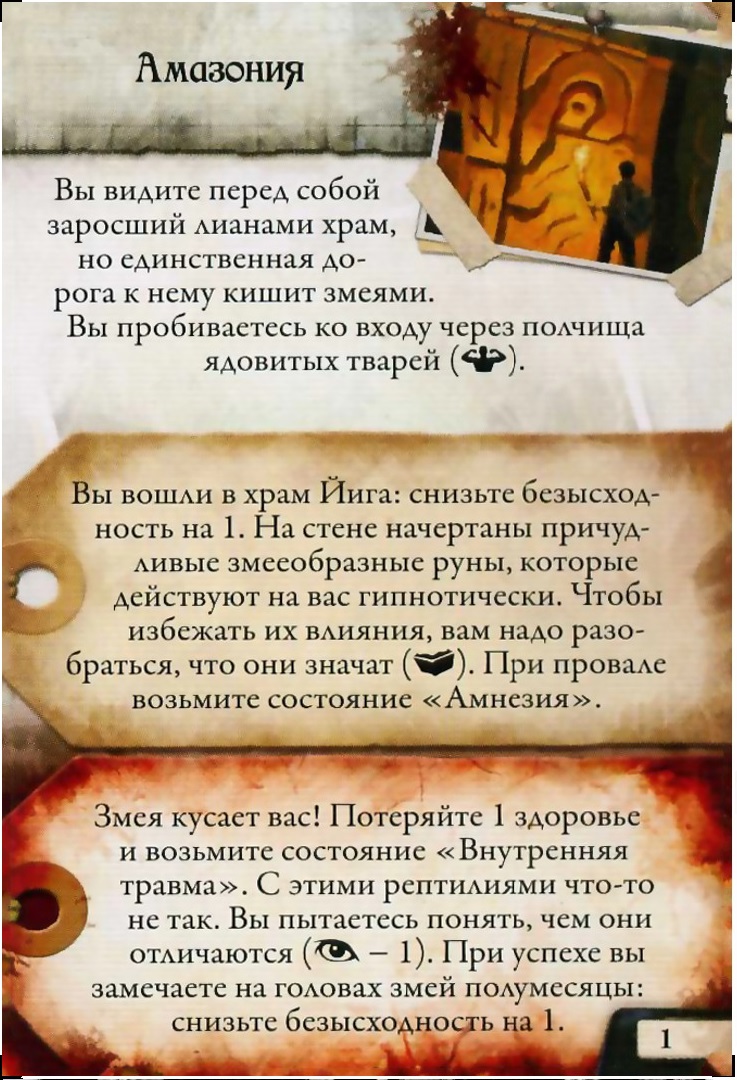 Амазония
Вы видите перед собой
заросший лианами храм,
но единственная до-
рога к нему кишит змеями.
Вы пробиваетесь ко входу через полчища
ядовитых тварей ( ).
Вы вошли в храм Йига: снизьте безысход-
ность на 1. На стене начертаны причуд-
ливые змееобразные руны, которые
действуют на вас гипнотически. Чтобы
избежать их влияния, вам надо разо-
браться, что они значат ( ). При провале
возьмите состояние «Амнезия».
Змея кусает вас! Потеряйте 1 здоровье
и возьмите состояние «Внутренняя
травма». С этими рептилиями что-то
не так. Вы пытаетесь понять, чем они
отличаются ( – 1). При успехе вы
замечаете на головах змей полумесяцы:
снизьте безысходность на 1.
1